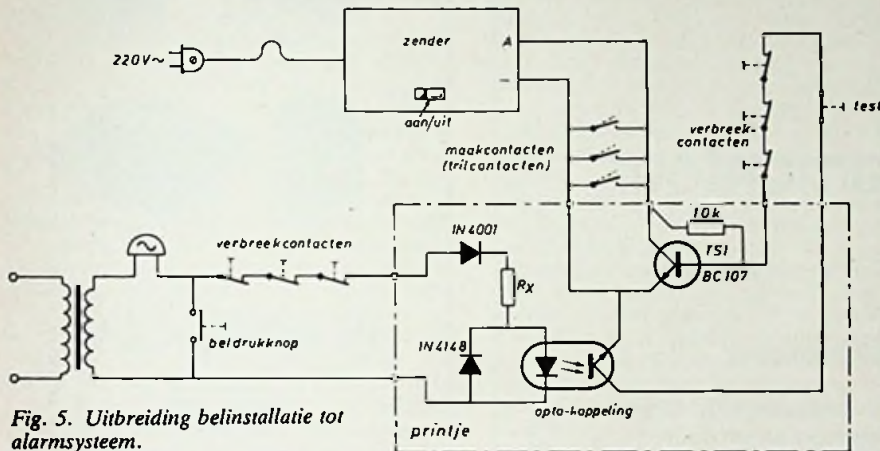 220V~
zender
A
–
aan/uit
maakcontacten
(trilcontacten)
verbreek-
contacten
test
verbreekcontacten
beldrukknop
1N4001
Rx
1N4148
opto-koppeling
10k
TS1
BC107
printje
Fig. 5. Uitbreiding belinstallatie tot
alarmsysteem.